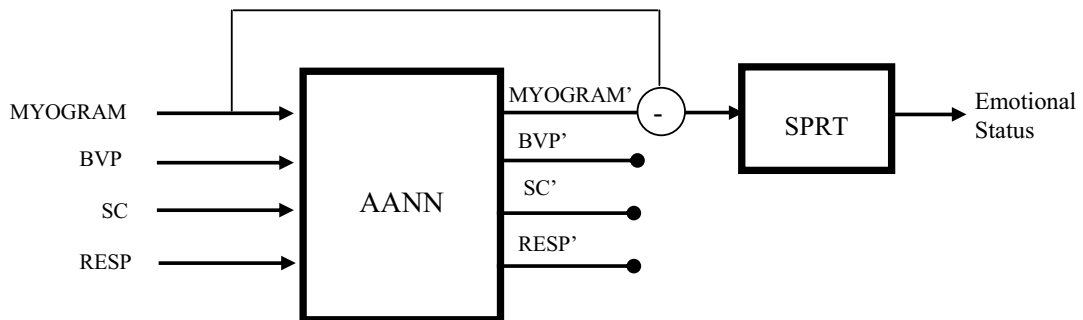 MYOGRAM
BVP
SC
RESP
AANN
MYOGRAM’
BVP’
SC’
RESP’
-
SPRT
Emotional
Status